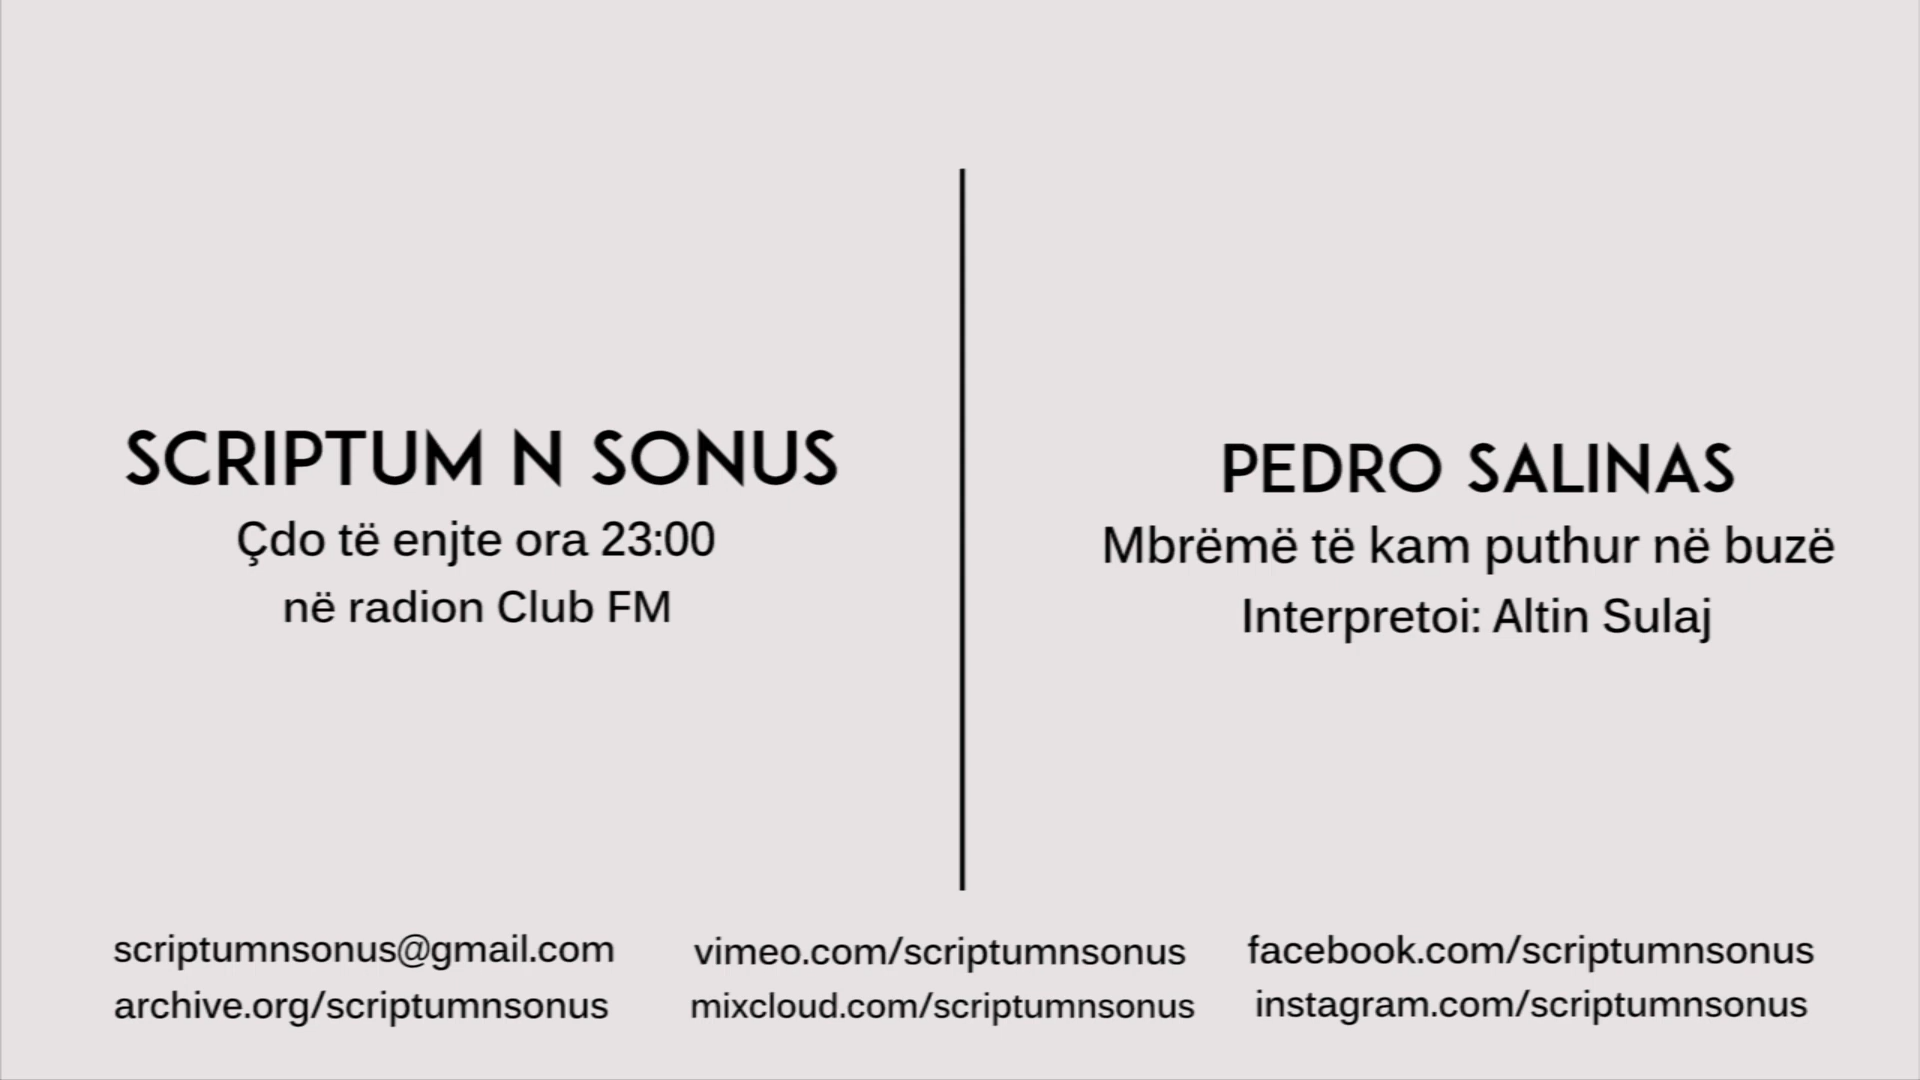 SCRIPTUM N SONUS
Çdo të enjte ora 23:00
në radion Club FM
PEDRO SALINAS
Mbrëmë të kam puthur në buzë
Interpretoi: Altin Sulaj
scriptumnsonus@gmail.com
archive.org/scriptumnsonus
vimeo.com/scriptumnsonus
mixcloud.com/scriptumnsonus
facebook.com/scriptumnsonus
instagram.com/scriptumnsonus